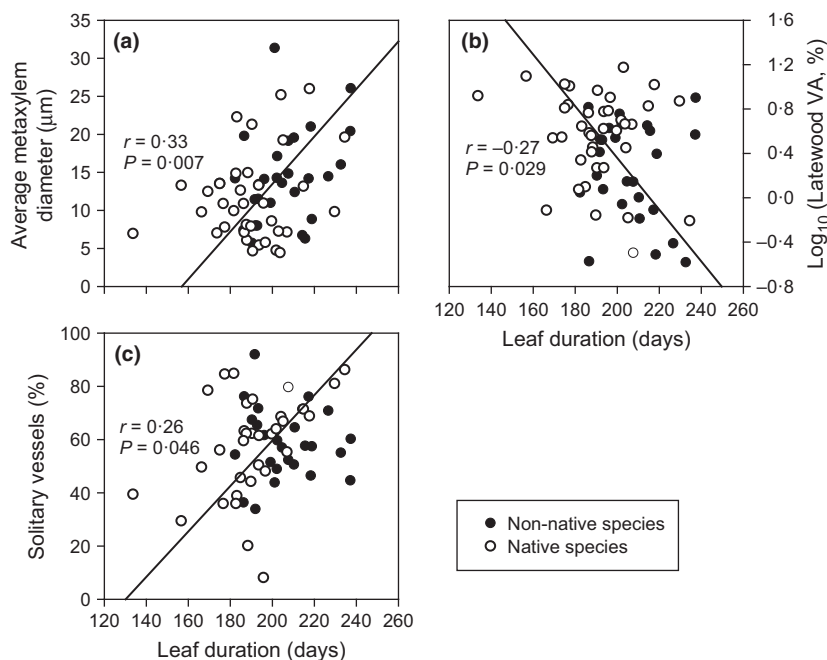 (a)
35
30
25
20
15
10
5
0
Average metaxylem
diameter (µm)
r = 0·33
P = 0·007
(b)
1·6
1·2
0·8
0·4
0·0
–0·4
–0·8
Log10 (Latewood VA, %)
r = –0·27
P = 0·029
120 140 160 180 200 220 240 260
Leaf duration (days)
(c)
100
80
60
40
20
0
Solitary vessels (%)
r = 0·26
P = 0·046
120 140 160 180 200 220 240 260
Leaf duration (days)
Non-native species
Native species